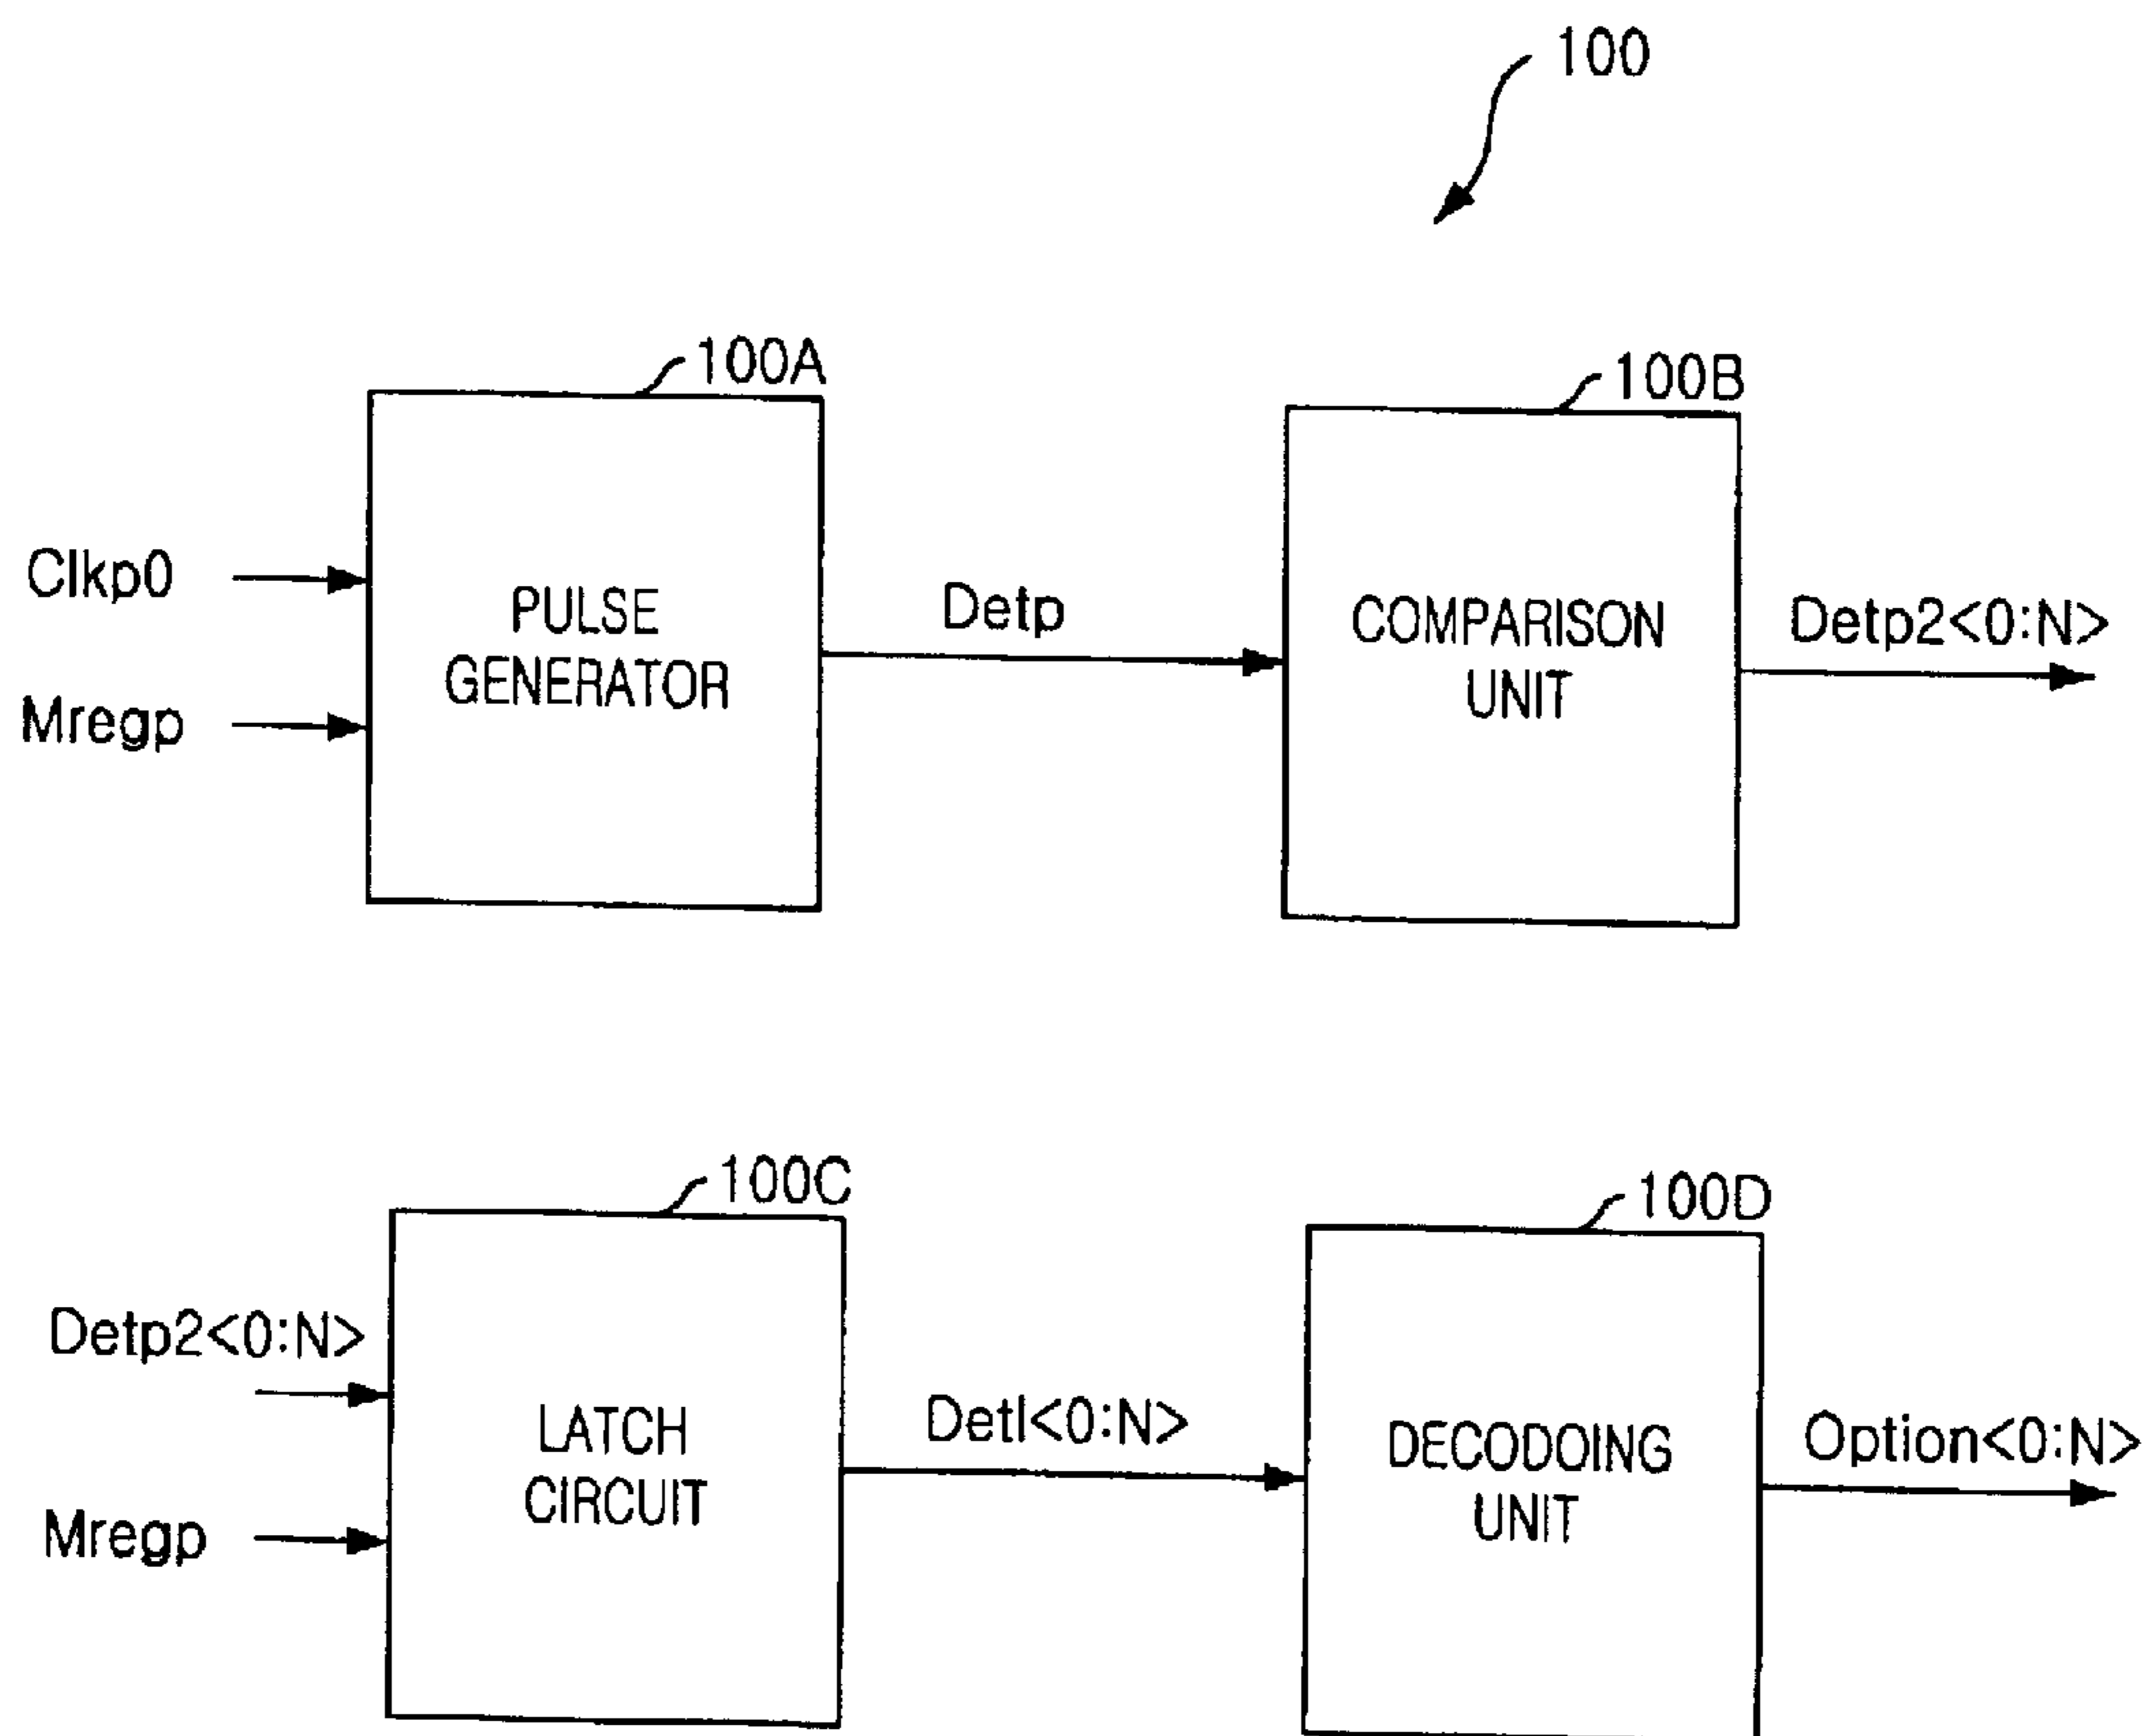 100
100A
100B
Clkp0
Mregp
PULSE
GENERATOR
Detp
COMPARISON
UNIT
Detp2<0:N>
100C
100D
Detp2<0:N>
Mregp
LATCH
CIRCUIT
Detl<0:N>
DECODOING
UNIT
Option<0:N>